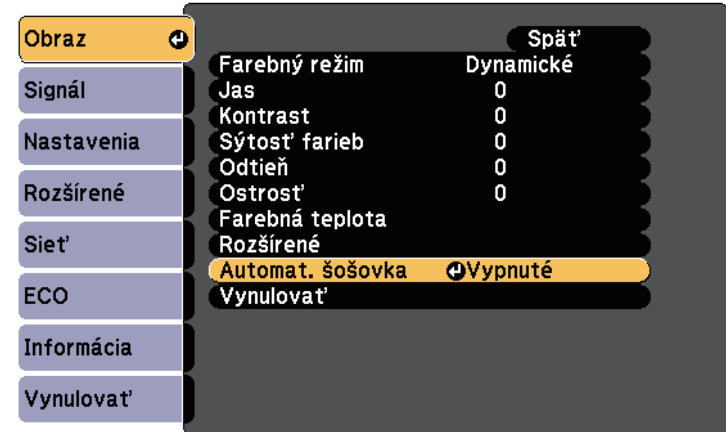 Obraz
Signál
Nastavenia
Rozšírené
Sieť
ECO
Informácia
Vynulovať
Späť
Farebný režim Dynamické
Jas 0
Kontrast 0
Sýtosť farieb 0
Odtieň 0
Ostrosť 0
Farebná teplota
Rozšírené
Automat. šošovka Vypnuté
Vynulovať